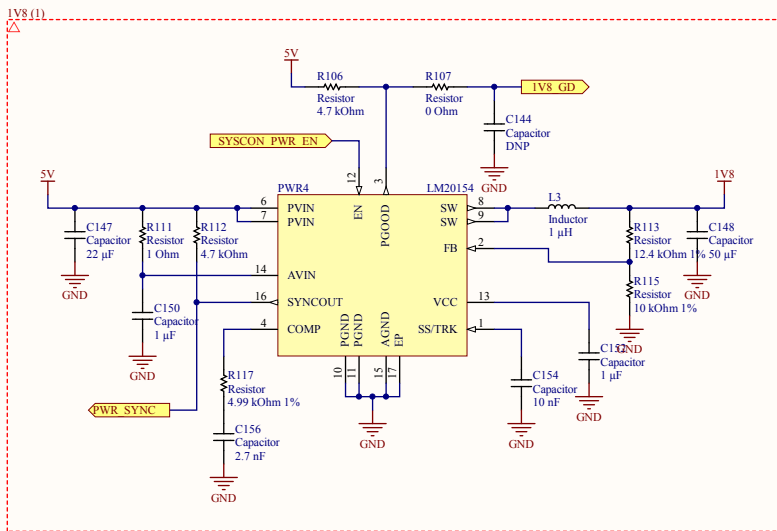 1V8 (1)
5V
R106
Resistor
4.7 kOhm
R107
Resistor
0 Ohm
1V8_GD
C144
Capacitor
DNP
GND
SYSCON_PWR_EN
12
3
5V
PWR4
LM20154
1V8
6
PVIN
7
PVIN
EN
PGOOD
SW
8
SW
9
L3
Inductor
1 µH
C147
Capacitor
22 µF
GND
R111
Resistor
1 Ohm
R112
Resistor
4.7 kOhm
FB
2
R113
Resistor
12.4 kOhm 1%
C148
Capacitor
50 µF
GND
14
AVIN
16
SYNCOUT
VCC
13
R115
Resistor
10 kOhm 1%
GND
C150
Capacitor
1 µF
GND
4
COMP
PGND
PGND
AGND
EP
SS/TRK
1
C152
Capacitor
1 µF
GND
10
11
15
17
GND
R117
Resistor
4.99 kOhm 1%
C154
Capacitor
10 nF
GND
PWR_SYNC
C156
Capacitor
2.7 nF
GND